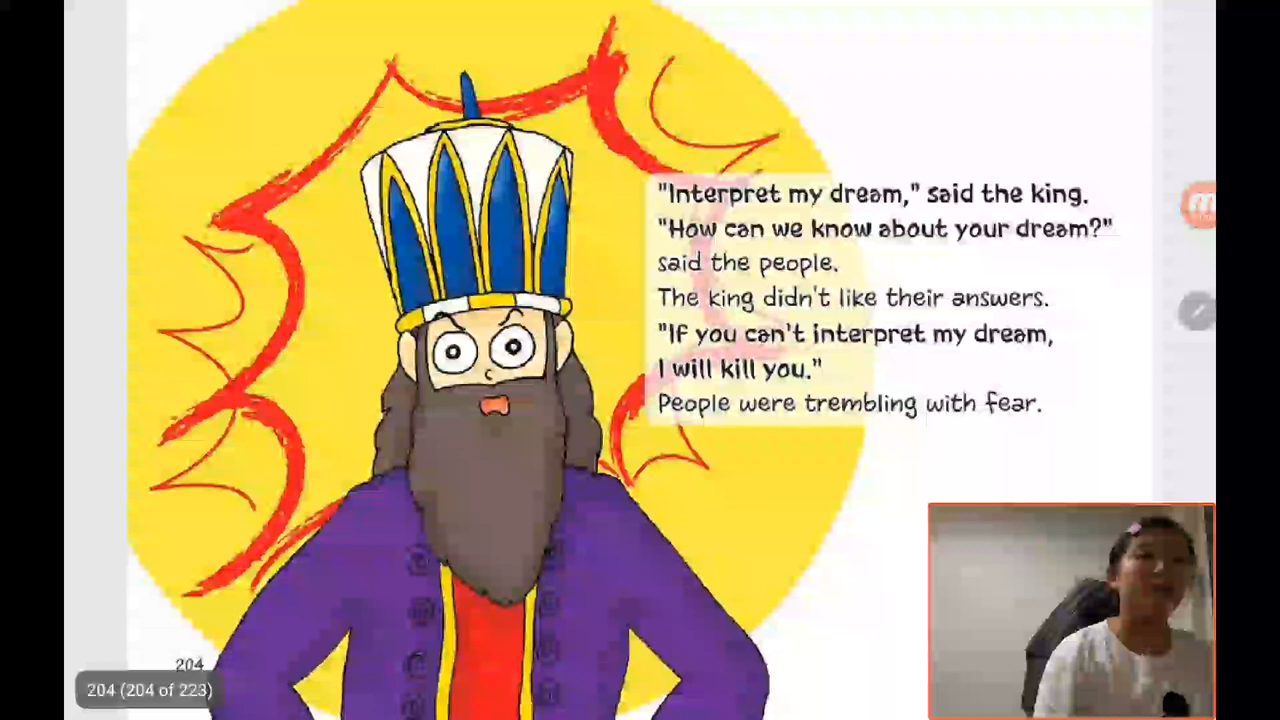 "Interpret my dream," said the king.
"How can we know about your dream?"
said the people.
The king didn't like their answers.
"If you can't interpret my dream,
I will kill you."
People were trembling with fear.
204
204 (204 of 223)